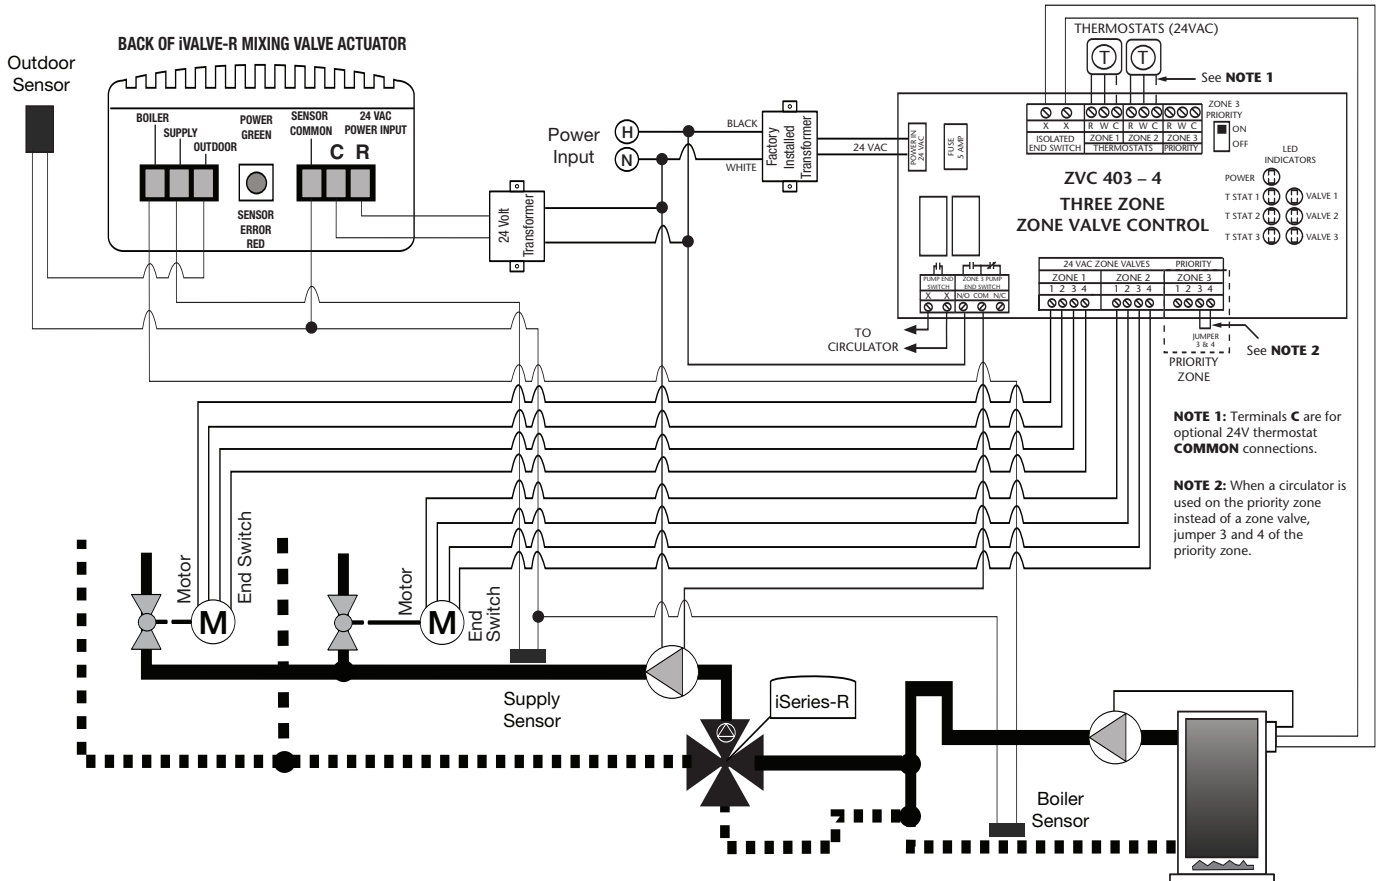 BACK OF iVALVE-R MIXING VALVE ACTUATOR
Outdoor
Sensor
BOILER
SUPPLY
OUTDOOR
POWER
GREEN
SENSOR
ERROR
RED
SENSOR
COMMON
24 VAC
POWER INPUT
C R
24 Volt
Transformer
Power
Input
H
N
BLACK
WHITE
Factory
Installed
Transformer
24 VAC
THERMOSTATS (24VAC)
T
T
See NOTE 1
POWER IN
24 VAC
FUSE
5 AMP
X X R W C R W C R W C
ISOLATED
END SWITCH
ZONE 1 ZONE 2 ZONE 3
THERMOSTATS PRIORITY
ZONE 3
PRIORITY
ON
OFF
LED
INDICATORS
POWER
T STAT 1 VALVE 1
T STAT 2 VALVE 2
T STAT 3 VALVE 3
ZVC 403 – 4
THREE ZONE
ZONE VALVE CONTROL
PUMP END
SWITCH
X X
ZONE 3 PUMP
END SWITCH
N/O COM N/C
24 VAC ZONE VALVES PRIORITY
ZONE 1 ZONE 2 ZONE 3
1 2 3 4 1 2 3 4 1 2 3 4
TO
CIRCULATOR
JUMPER
3 & 4
See NOTE 2
PRIORITY
ZONE
NOTE 1: Terminals C are for
optional 24V thermostat
COMMON connections.
NOTE 2: When a circulator is
used on the priority zone
instead of a zone valve,
jumper 3 and 4 of the
priority zone.
Motor
End Switch
M
Motor
End
Switch
M
Supply
Sensor
iSeries-R
Boiler
Sensor